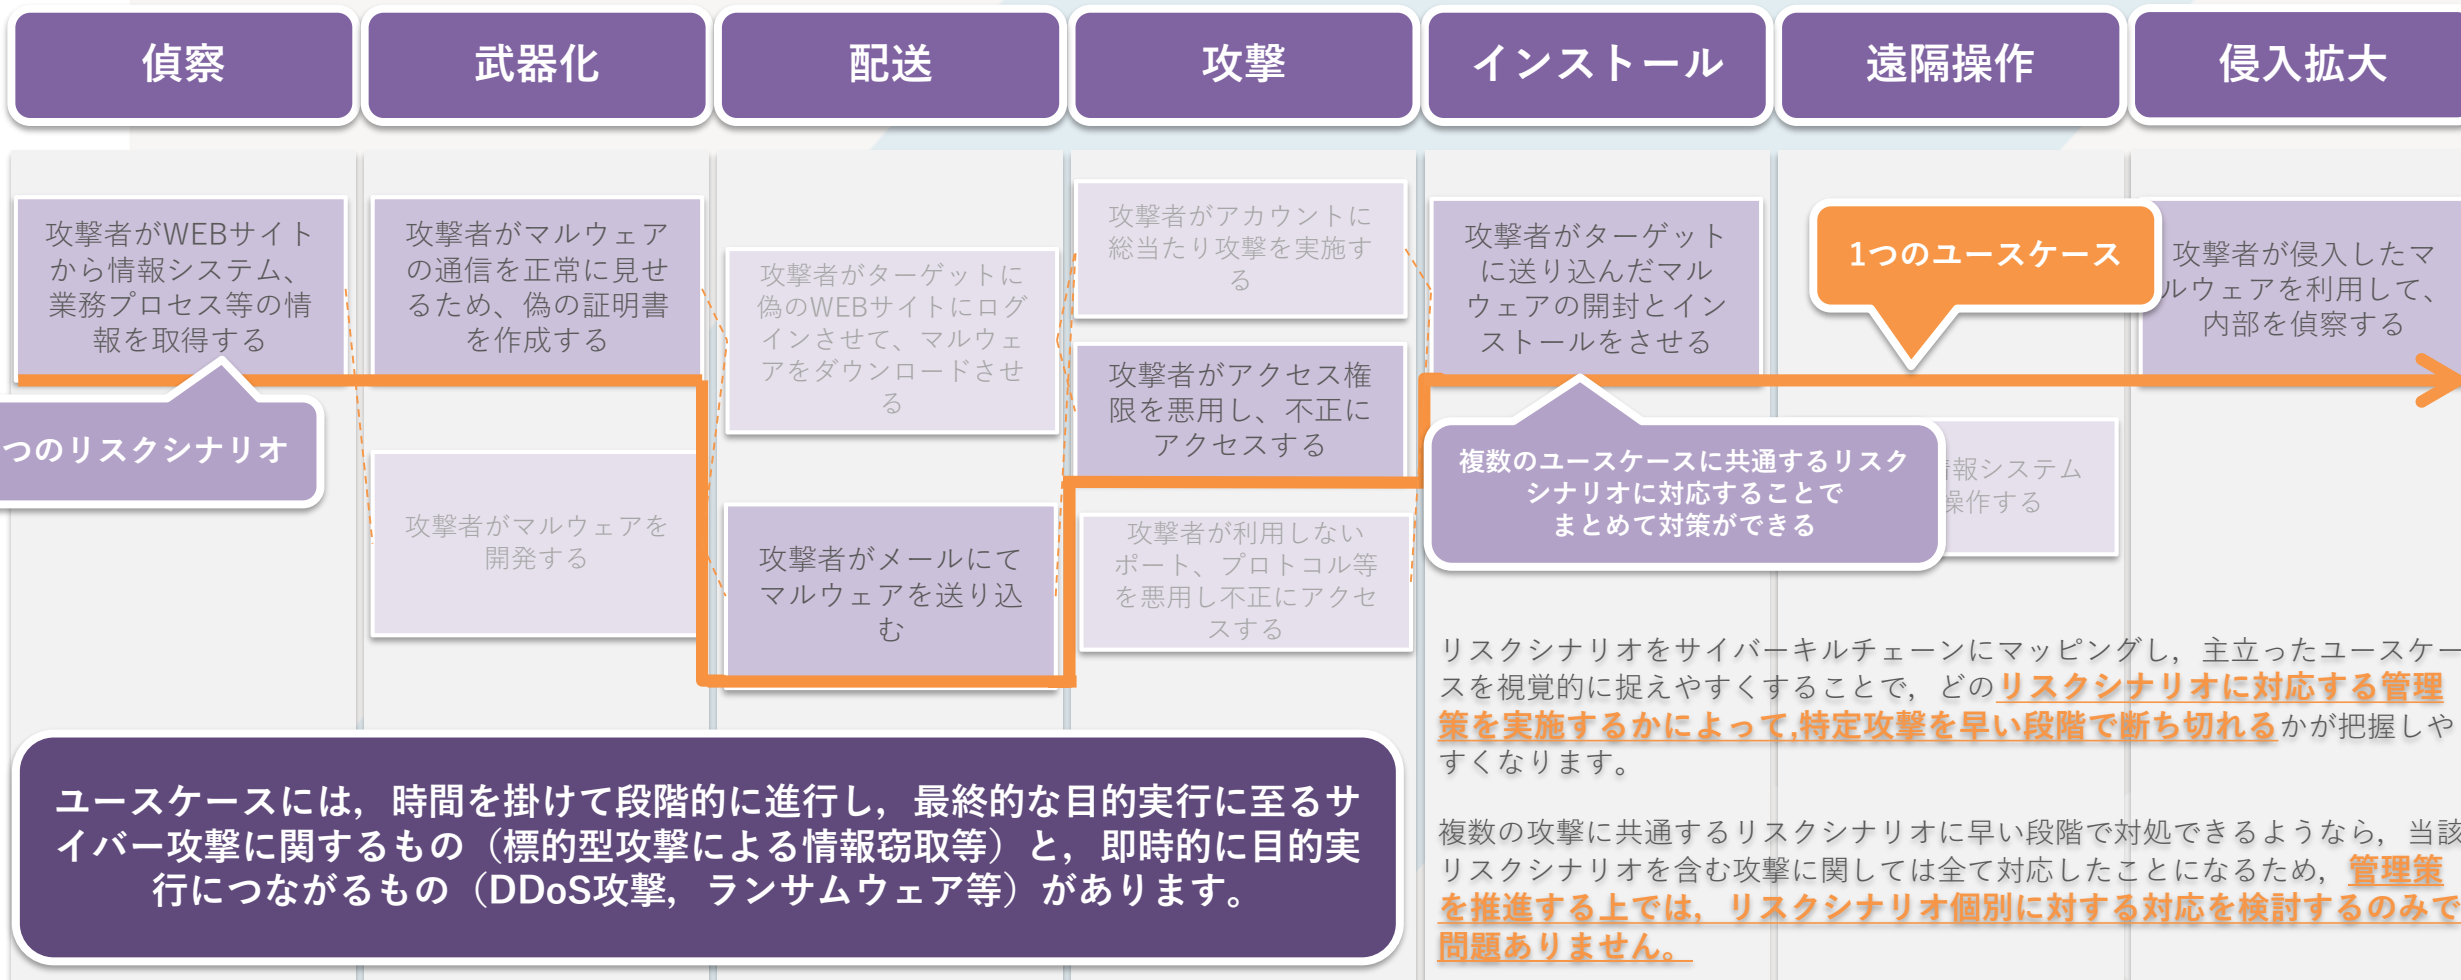 偵察
武器化
配送
攻撃
インストール
遠隔操作
侵入拡大
攻撃者がWEBサイト
から情報システム、
業務プロセス等の情
報を取得する
つのリスクシナリオ
攻撃者がマルウェア
の通信を正常に見せ
るため、偽の証明書
を作成する
攻撃者がマルウェアを
開発する
攻撃者がターゲットに
偽のWEBサイトにログ
インさせて、マルウェ
アをダウンロードさせ
る
攻撃者がメールにて
マルウェアを送り込
む
攻撃者がアカウントに
総当たり攻撃を実施す
る
攻撃者がアクセス権
限を悪用し、不正に
アクセスする
攻撃者が利用しない
ポート、プロトコル等
を悪用し不正にアクセ
スする
攻撃者がターゲット
に送り込んだマル
ウェアの開封とイン
ストールをさせる
複数のユースケースに共通するリスク
シナリオに対応することで
まとめて対策ができる
1つのユースケース
報システム
操作する
攻撃者が侵入したマ
ルウェアを利用して、
内部を偵察する
リスクシナリオをサイバーキルチェーンにマッピングし，主立ったユースケー
スを視覚的に捉えやすくすることで，どのリスクシナリオに対応する管理
策を実施するかによって,特定攻撃を早い段階で断ち切れるかが把握しや
すくなります。
複数の攻撃に共通するリスクシナリオに早い段階で対処できるようなら，当該
リスクシナリオを含む攻撃に関しては全て対応したことになるため，管理策
を推進する上では，リスクシナリオ個別に対する対応を検討するのみで
問題ありません。
ユースケースには，時間を掛けて段階的に進行し，最終的な目的実行に至るサ
イバー攻撃に関するもの（標的型攻撃による情報窃取等）と，即時的に目的実
行につながるもの（DDoS攻撃，ランサムウェア等）があります。